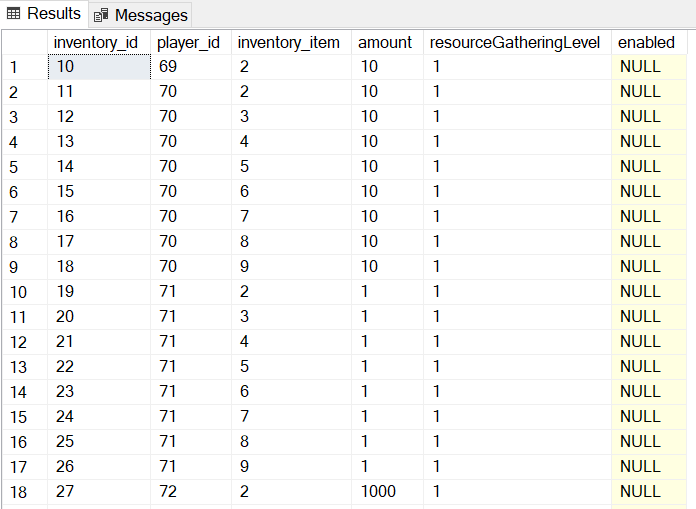 Results Messages
inventory_id player_id inventory_item amount resourceGatheringLevel enabled
1 10 69 2 10 1 NULL
2 11 70 2 10 1 NULL
3 12 70 3 10 1 NULL
4 13 70 4 10 1 NULL
5 14 70 5 10 1 NULL
6 15 70 6 10 1 NULL
7 16 70 7 10 1 NULL
8 17 70 8 10 1 NULL
9 18 70 9 10 1 NULL
10 19 71 2 1 1 NULL
11 20 71 3 1 1 NULL
12 21 71 4 1 1 NULL
13 22 71 5 1 1 NULL
14 23 71 6 1 1 NULL
15 24 71 7 1 1 NULL
16 25 71 8 1 1 NULL
17 26 71 9 1 1 NULL
18 27 72 2 1000 1 NULL